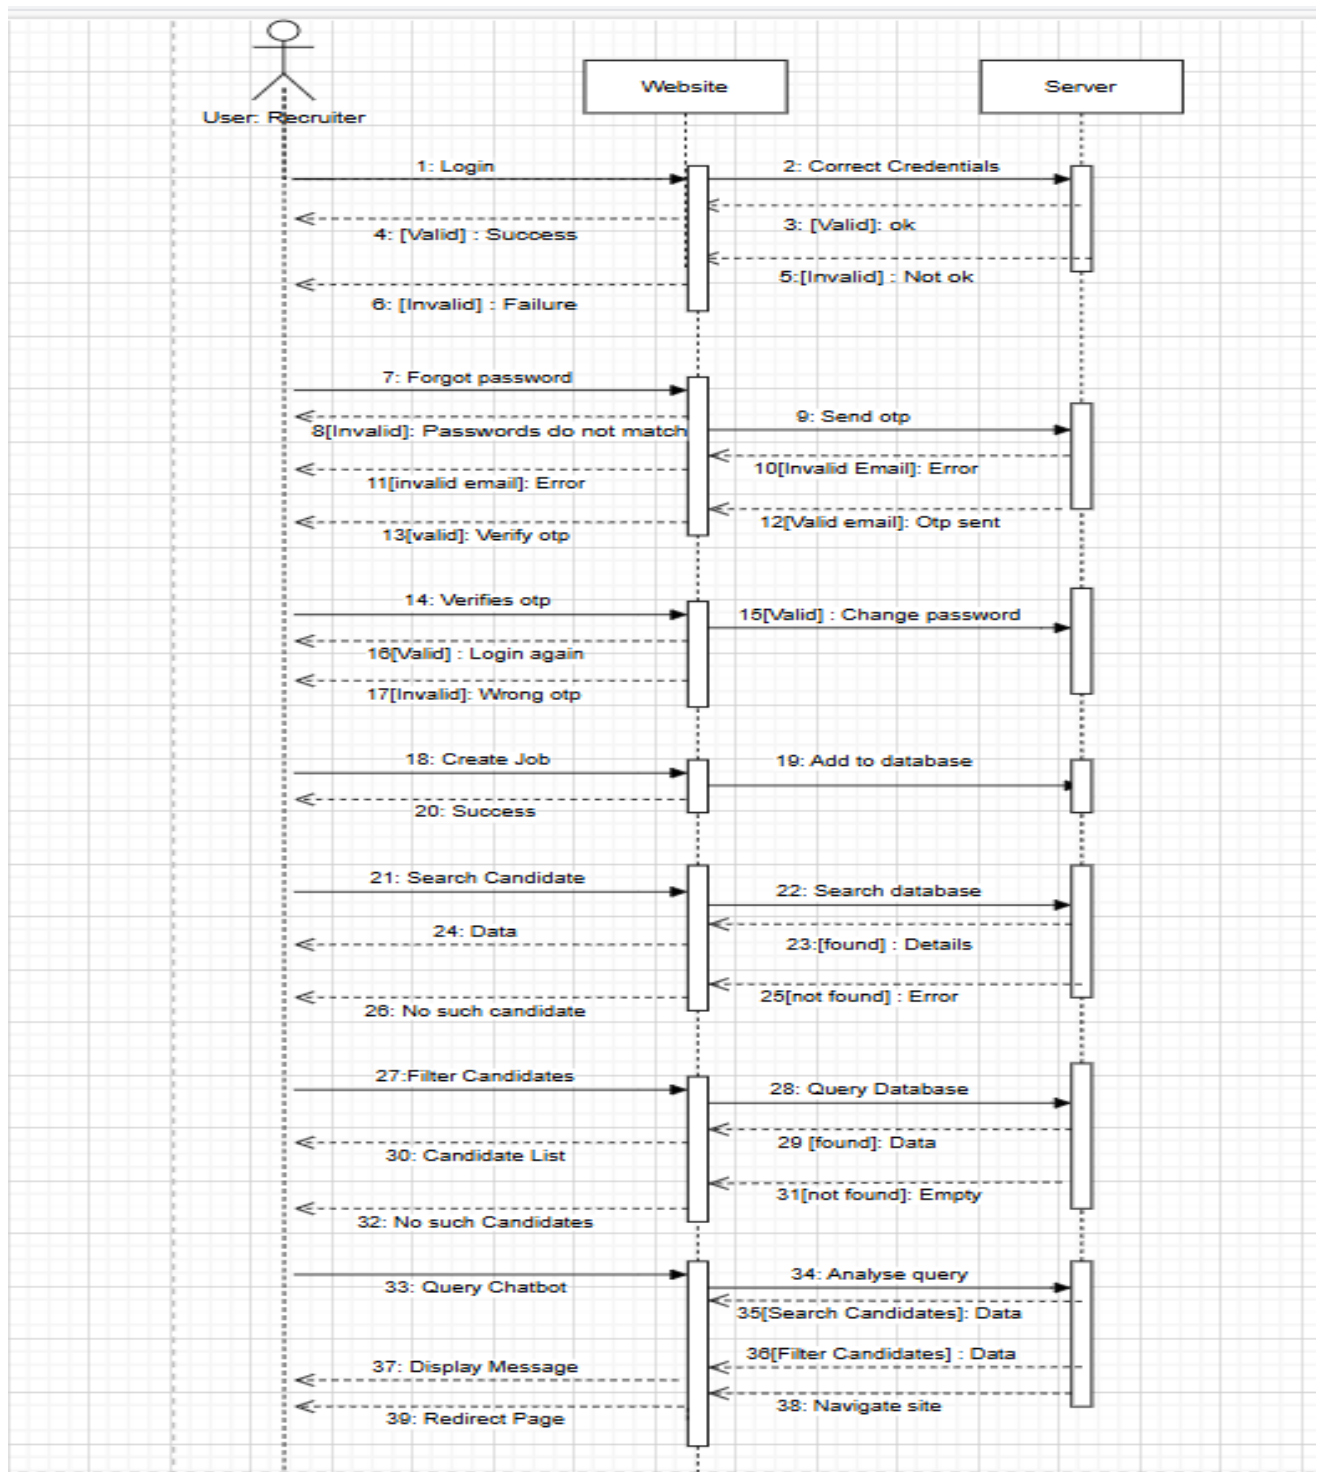 User: Recruiter
Website
Server
1: Login
2: Correct Credentials
3: [Valid]: ok
4: [Valid] : Success
5:[Invalid] : Not ok
6: [Invalid] : Failure
7: Forgot password
8[Invalid]: Passwords do not match
9: Send otp
10[Invalid Email]: Error
11[invalid email]: Error
12[Valid email]: Otp sent
13[valid]: Verify otp
14: Verifies otp
15[Valid] : Change password
16[Valid] : Login again
17[Invalid]: Wrong otp
18: Create Job
19: Add to database
20: Success
21: Search Candidate
22: Search database
23:[found] : Details
24: Data
25[not found] : Error
26: No such candidate
27:Filter Candidates
28: Query Database
29 [found]: Data
30: Candidate List
31[not found]: Empty
32: No such Candidates
33: Query Chatbot
34: Analyse query
35[Search Candidates]: Data
36[Filter Candidates] : Data
37: Display Message
38: Navigate site
39: Redirect Page